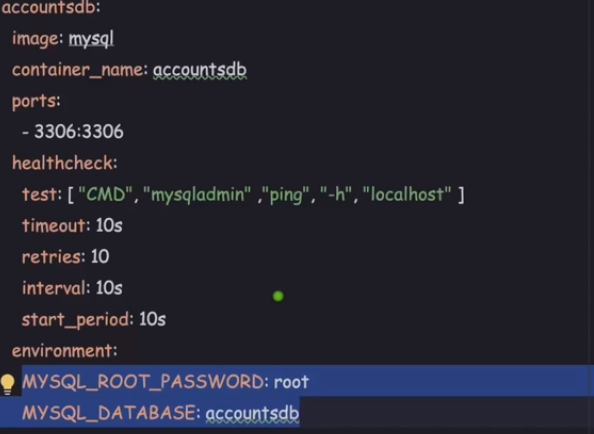 accountsdb:
image: mysql
container_name: accountsdb
ports:
- 3306:3306
healthcheck:
test: [ "CMD", "mysqladmin" ,"ping", "-h", "localhost" ]
timeout: 10s
retries: 10
interval: 10s
start_period: 10s
environment:
MYSQL_ROOT_PASSWORD: root
MYSQL_DATABASE: accountsdb